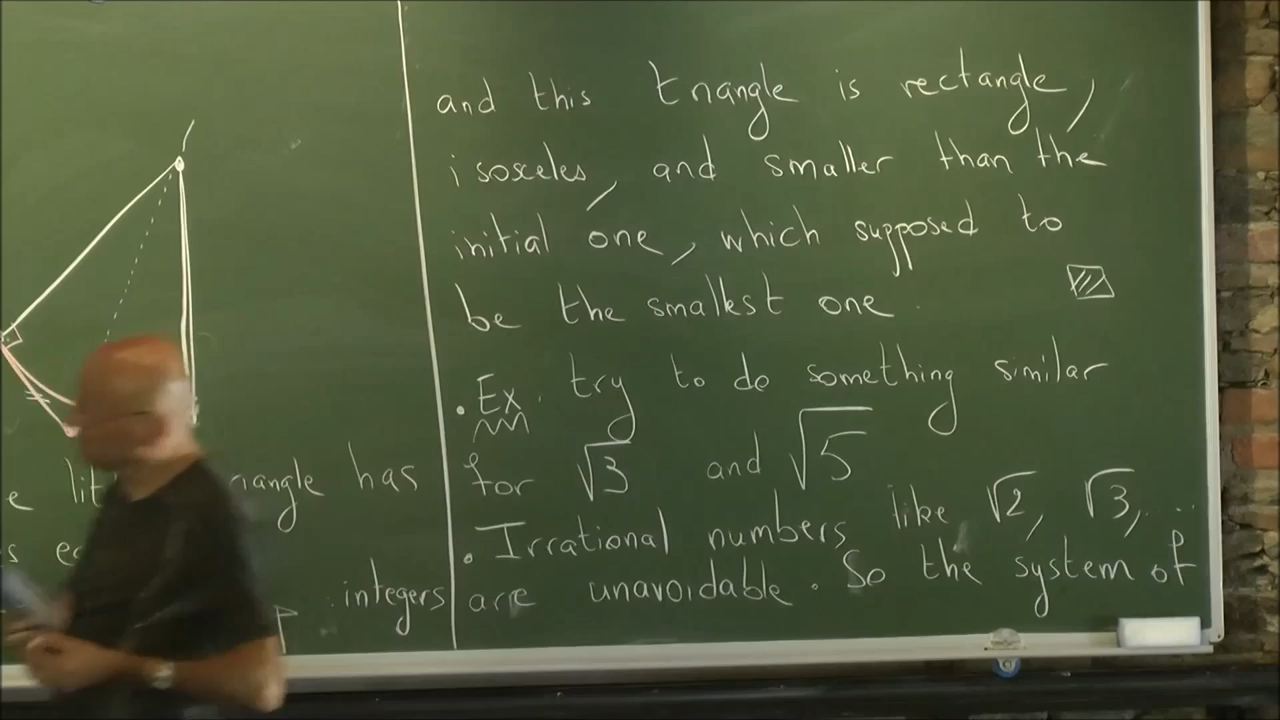 e has
s
integers
and this triangle is rectangle,
isosceles, and smaller than the
initial one, which supposed to
be the smallest one.
• Ex. try to do something similar
for √3 and √5
• Irrational numbers like √2, √3, ...
are unavoidable. So the system of